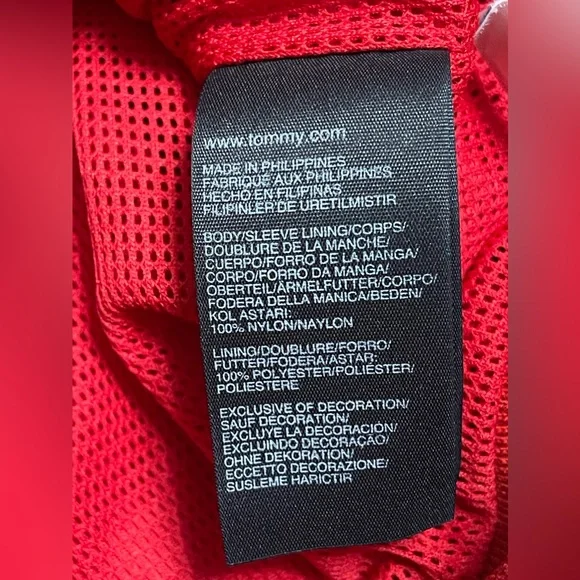 www.tommy.com
MADE IN PHILIPPINES
FABRIQUE AUX PHILIPPINES
HECHO EN FILIPINAS
FILIPINLER DE URETILMISTIR
BODY/SLEEVE LINING/CORPS/
DOUBLURE DE LA MANCHE/
CUERPO/FORRO DE LA MANGA/
CORPO/FORRO DA MANGA/
OBERTEIL/ÄRMELFUTTER/CORPO/
FODERA DELLA MANICA/BEDEN/
KOL ASTARI:
100% NYLON/NAYLON
LINING/DOUBLURE/FORRO/
FUTTER/FODERA/ASTAR:
100% POLYESTER/POLIÉSTER/
POLIESTERE
EXCLUSIVE OF DECORATION/
SAUF DÉCORATION/
EXCLUYE LA DECORACIÓN/
EXCLUINDO DECORAÇÃO/
OHNE DEKORATION/
ECCETTO DECORAZIONE/
SUSLEME HARICTIR